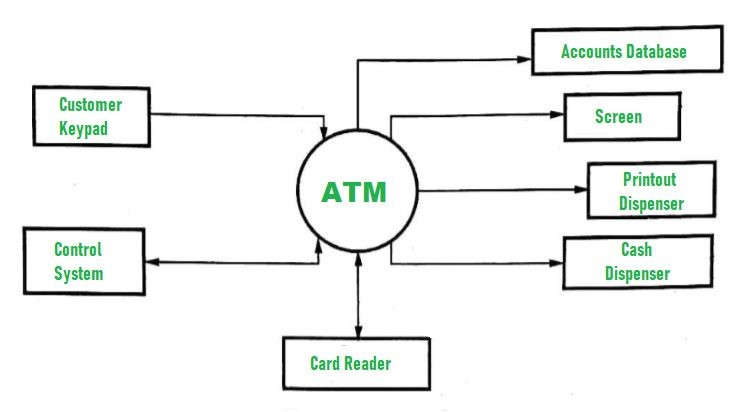 Accounts Database
Customer
Keypad
Screen
ATM
Printout
Dispenser
Control
System
Cash
Dispenser
Card Reader